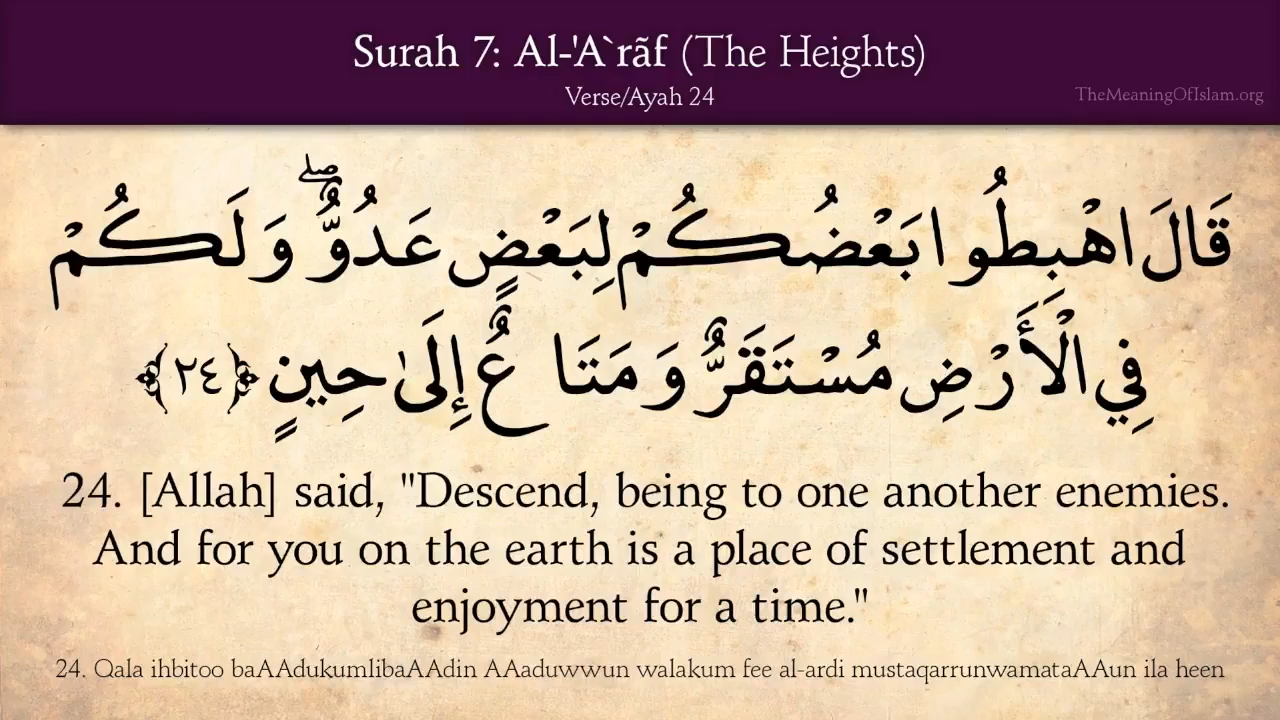 Surah 7: Al-'A`rãf (The Heights)
Verse/Ayah 24
TheMeaningOfIslam.org
قَالَ اهْبِطُوا بَعْضُكُمْ لِبَعْضٍ عَدُوٌّ ۖ وَلَكُمْ
فِي الْأَرْضِ مُسْتَقَرٌّ وَمَتَاعٌ إِلَىٰ حِينٍ ﴿٢٤﴾
24. [Allah] said, "Descend, being to one another enemies.
And for you on the earth is a place of settlement and
enjoyment for a time."
24. Qala ihbitoo baAAdukumlibaAAdin AAaduwwun walakum fee al-ardi mustaqarrunwamataAAun ila heen